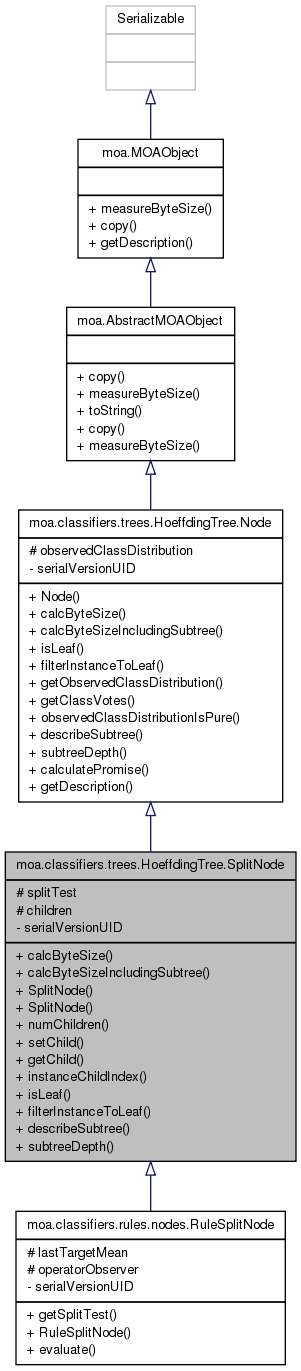 Serializable
moa.MOAObject
+ measureByteSize()
+ copy()
+ getDescription()
moa.AbstractMOAObject
+ copy()
+ measureByteSize()
+ toString()
+ copy()
+ measureByteSize()
moa.classifiers.trees.HoeffdingTree.Node
# observedClassDistribution
- serialVersionUID
+ Node()
+ calcByteSize()
+ calcByteSizeIncludingSubtree()
+ isLeaf()
+ filterInstanceToLeaf()
+ getObservedClassDistribution()
+ getClassVotes()
+ observedClassDistributionIsPure()
+ describeSubtree()
+ subtreeDepth()
+ calculatePromise()
+ getDescription()
moa.classifiers.trees.HoeffdingTree.SplitNode
# splitTest
# children
- serialVersionUID
+ calcByteSize()
+ calcByteSizeIncludingSubtree()
+ SplitNode()
+ SplitNode()
+ numChildren()
+ setChild()
+ getChild()
+ instanceChildIndex()
+ isLeaf()
+ filterInstanceToLeaf()
+ describeSubtree()
+ subtreeDepth()
moa.classifiers.rules.nodes.RuleSplitNode
# lastTargetMean
# operatorObserver
- serialVersionUID
+ getSplitTest()
+ RuleSplitNode()
+ evaluate()